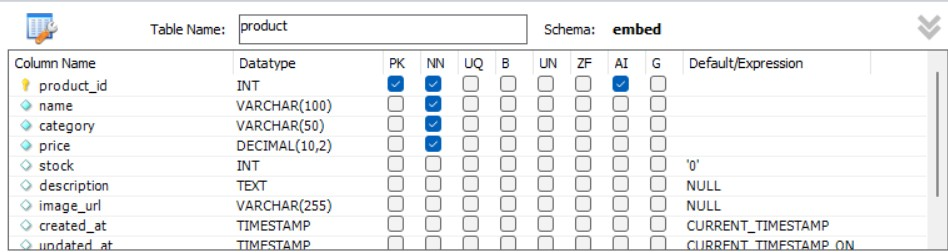 Table Name: product Schema: embed
Column Name Datatype PK NN UQ B UN ZF AI G Default/Expression
product_id INT
name VARCHAR(100)
category VARCHAR(50)
price DECIMAL(10,2)
stock INT '0'
description TEXT NULL
image_url VARCHAR(255) NULL
created_at TIMESTAMP CURRENT_TIMESTAMP
updated_at TIMESTAMP CURRENT_TIMESTAMP ON